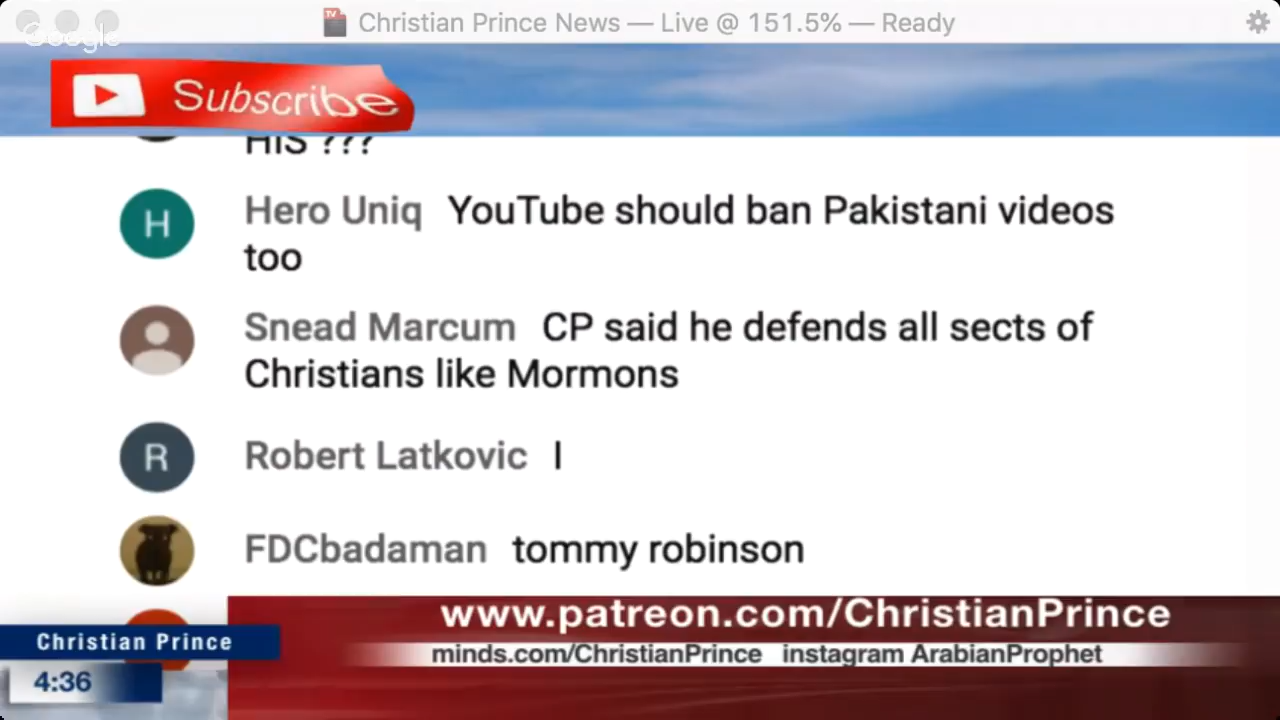 Christian Prince News — Live @ 151.5% — Ready
Google
Subscribe
HIS ???
Hero Uniq YouTube should ban Pakistani videos
too
Snead Marcum CP said he defends all sects of
Christians like Mormons
Robert Latkovic I
FDCbadaman tommy robinson
www.patreon.com/ChristianPrince
Christian Prince
minds.com/ChristianPrince instagram ArabianProphet
4:36